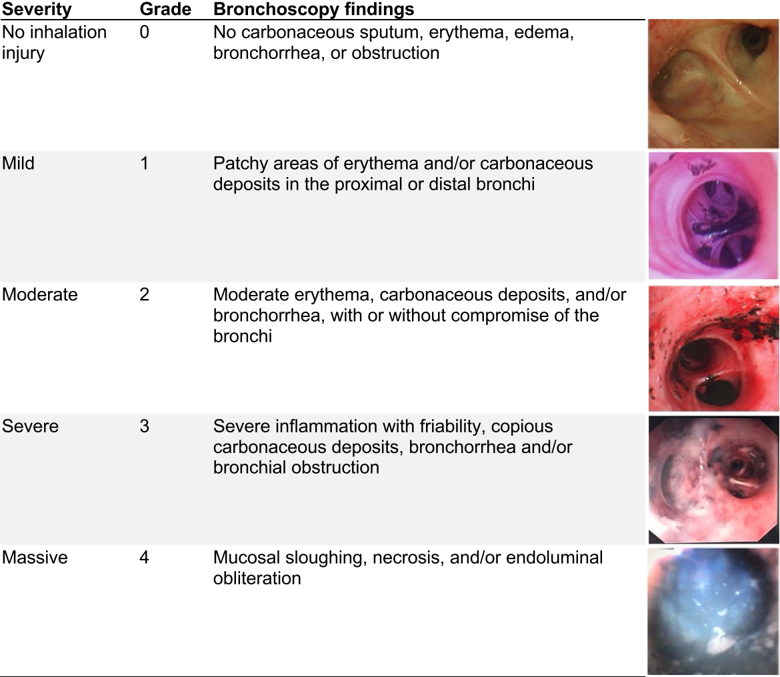 Severity Grade Bronchoscopy findings
No inhalation injury 0 No carbonaceous sputum, erythema, edema,
bronchorrhea, or obstruction
Mild 1 Patchy areas of erythema and/or carbonaceous
deposits in the proximal or distal bronchi
Moderate 2 Moderate erythema, carbonaceous deposits, and/or
bronchorrhea, with or without compromise of the
bronchi
Severe 3 Severe inflammation with friability, copious
carbonaceous deposits, bronchorrhea and/or
bronchial obstruction
Massive 4 Mucosal sloughing, necrosis, and/or endoluminal
obliteration